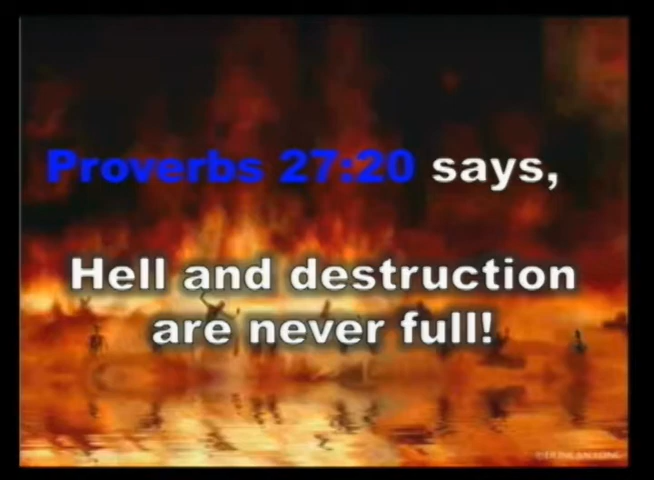 Proverbs 27:20 says,
Hell and destruction
are never full!